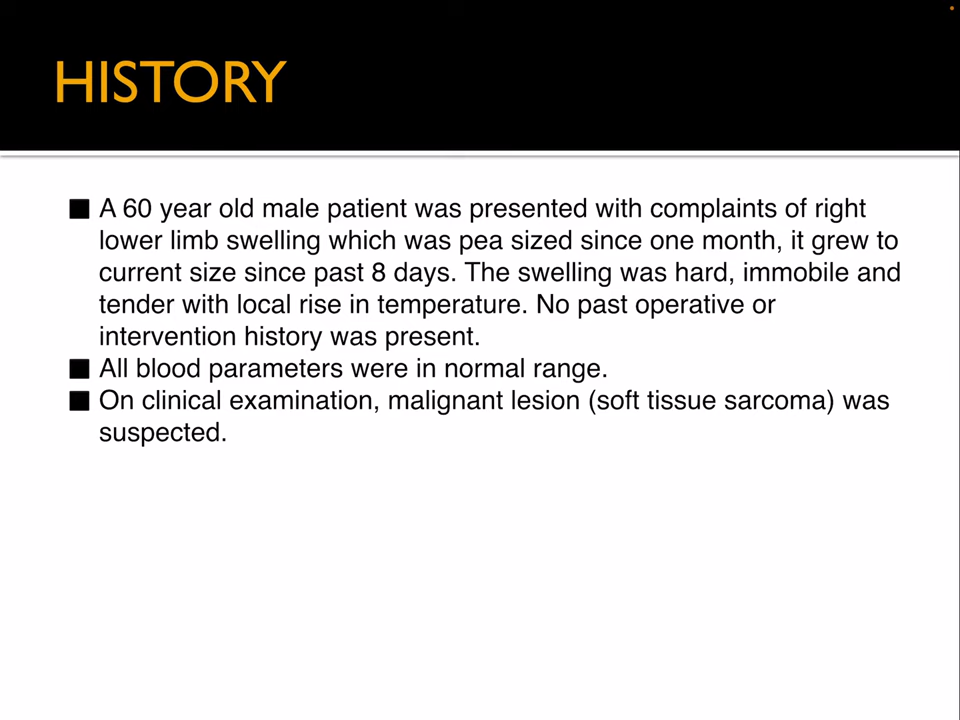 HISTORY
■ A 60 year old male patient was presented with complaints of right
lower limb swelling which was pea sized since one month, it grew to
current size since past 8 days. The swelling was hard, immobile and
tender with local rise in temperature. No past operative or
intervention history was present.
■ All blood parameters were in normal range.
■ On clinical examination, malignant lesion (soft tissue sarcoma) was
suspected.